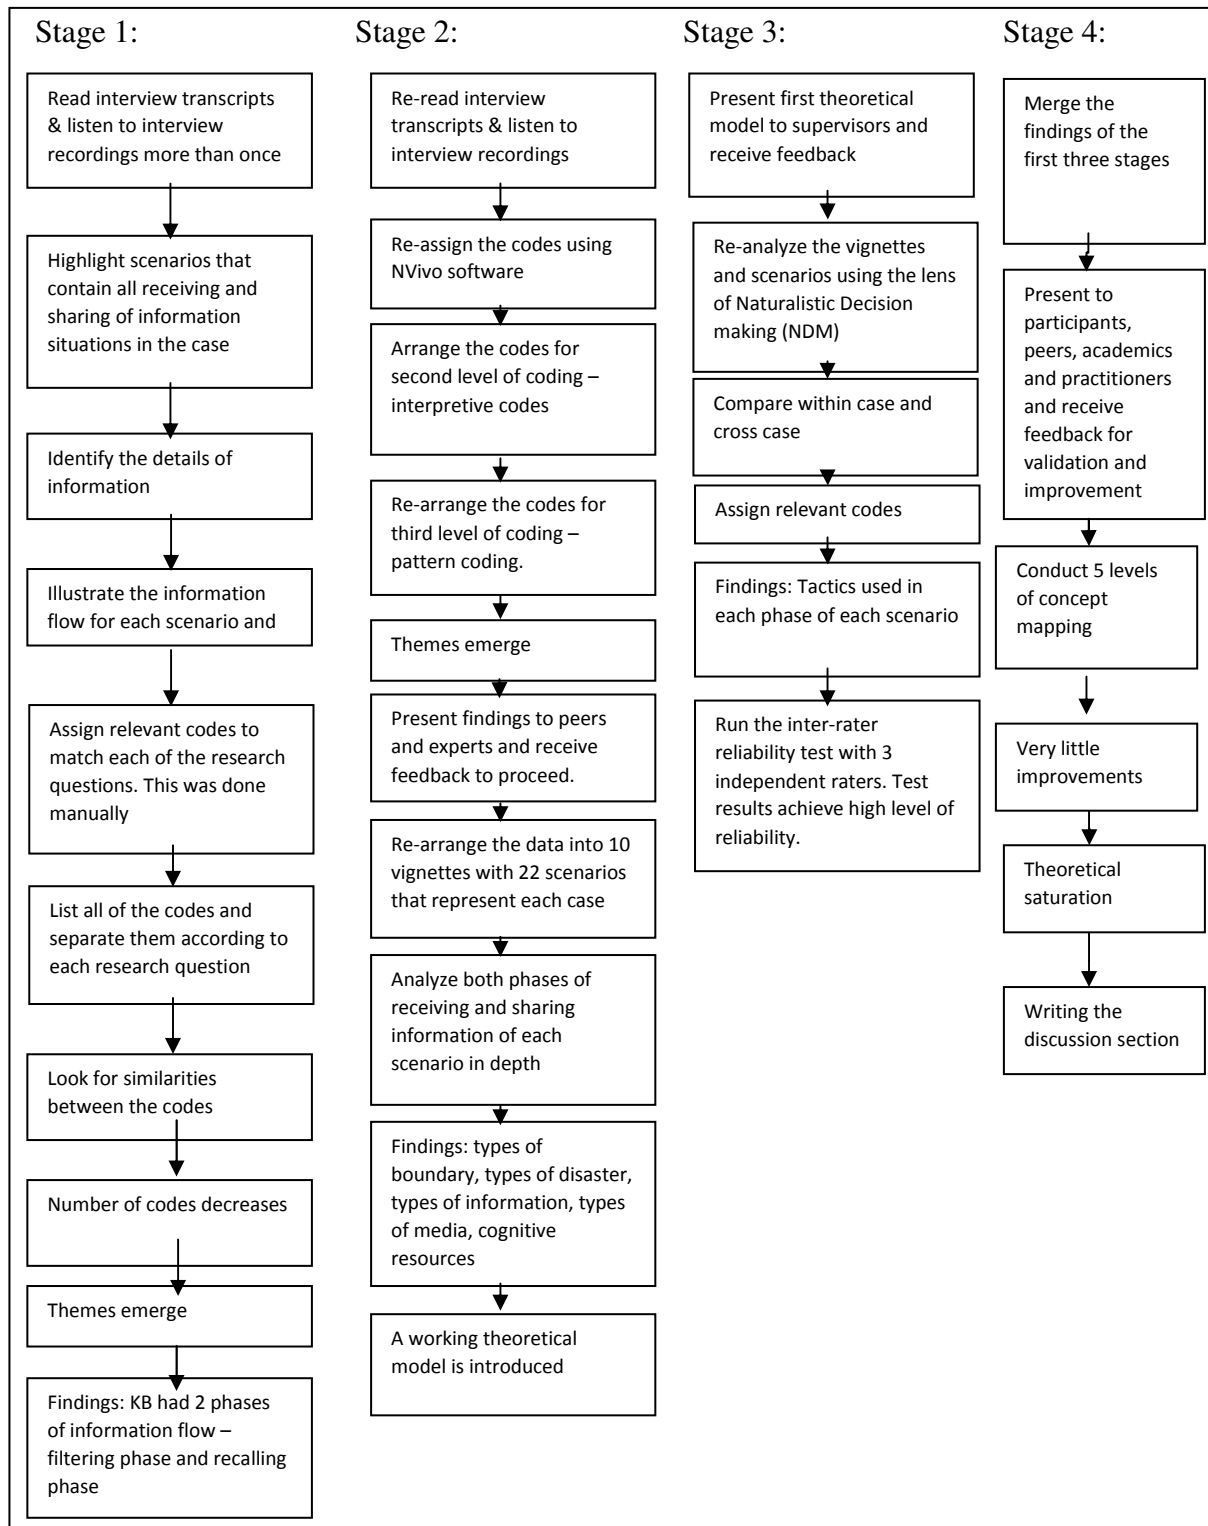 Stage 1:
Read interview transcripts
& listen to interview
recordings more than once
Highlight scenarios that
contain all receiving and
sharing of information
situations in the case
Identify the details of
information
Illustrate the information
flow for each scenario and
Assign relevant codes to
match each of the research
questions. This was done
manually
List all of the codes and
separate them according to
each research question
Look for similarities
between the codes
Number of codes decreases
Themes emerge
Findings: KB had 2 phases
of information flow –
filtering phase and recalling
phase
Stage 2:
Re-read interview
transcripts & listen to
interview recordings
Re-assign the codes using
NVivo software
Arrange the codes for
second level of coding –
interpretive codes
Re-arrange the codes for
third level of coding –
pattern coding.
Themes emerge
Present findings to peers
and experts and receive
feedback to proceed.
Re-arrange the data into 10
vignettes with 22 scenarios
that represent each case
Analyze both phases of
receiving and sharing
information of each
scenario in depth
Findings: types of
boundary, types of disaster,
types of information, types
of media, cognitive
resources
A working theoretical
model is introduced
Stage 3:
Present first theoretical
model to supervisors and
receive feedback
Re-analyze the vignettes
and scenarios using the lens
of Naturalistic Decision
making (NDM)
Compare within case and
cross case
Assign relevant codes
Findings: Tactics used in
each phase of each scenario
Run the inter-rater
reliability test with 3
independent raters. Test
results achieve high level of
reliability.
Stage 4:
Merge the
findings of the
first three stages
Present to
participants,
peers, academics
and practitioners
and receive
feedback for
validation and
improvement
Conduct 5 levels
of concept
mapping
Very little
improvements
Theoretical
saturation
Writing the
discussion section